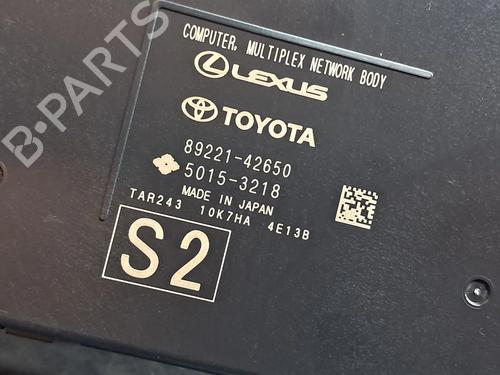 COMPUTER, MULTIPLEX NETWORK BODY
LEXUS
TOYOTA
89221-42650
5015-3218
MADE IN JAPAN
TAR243 10K7HA 4E13B
S2
B-PARTS